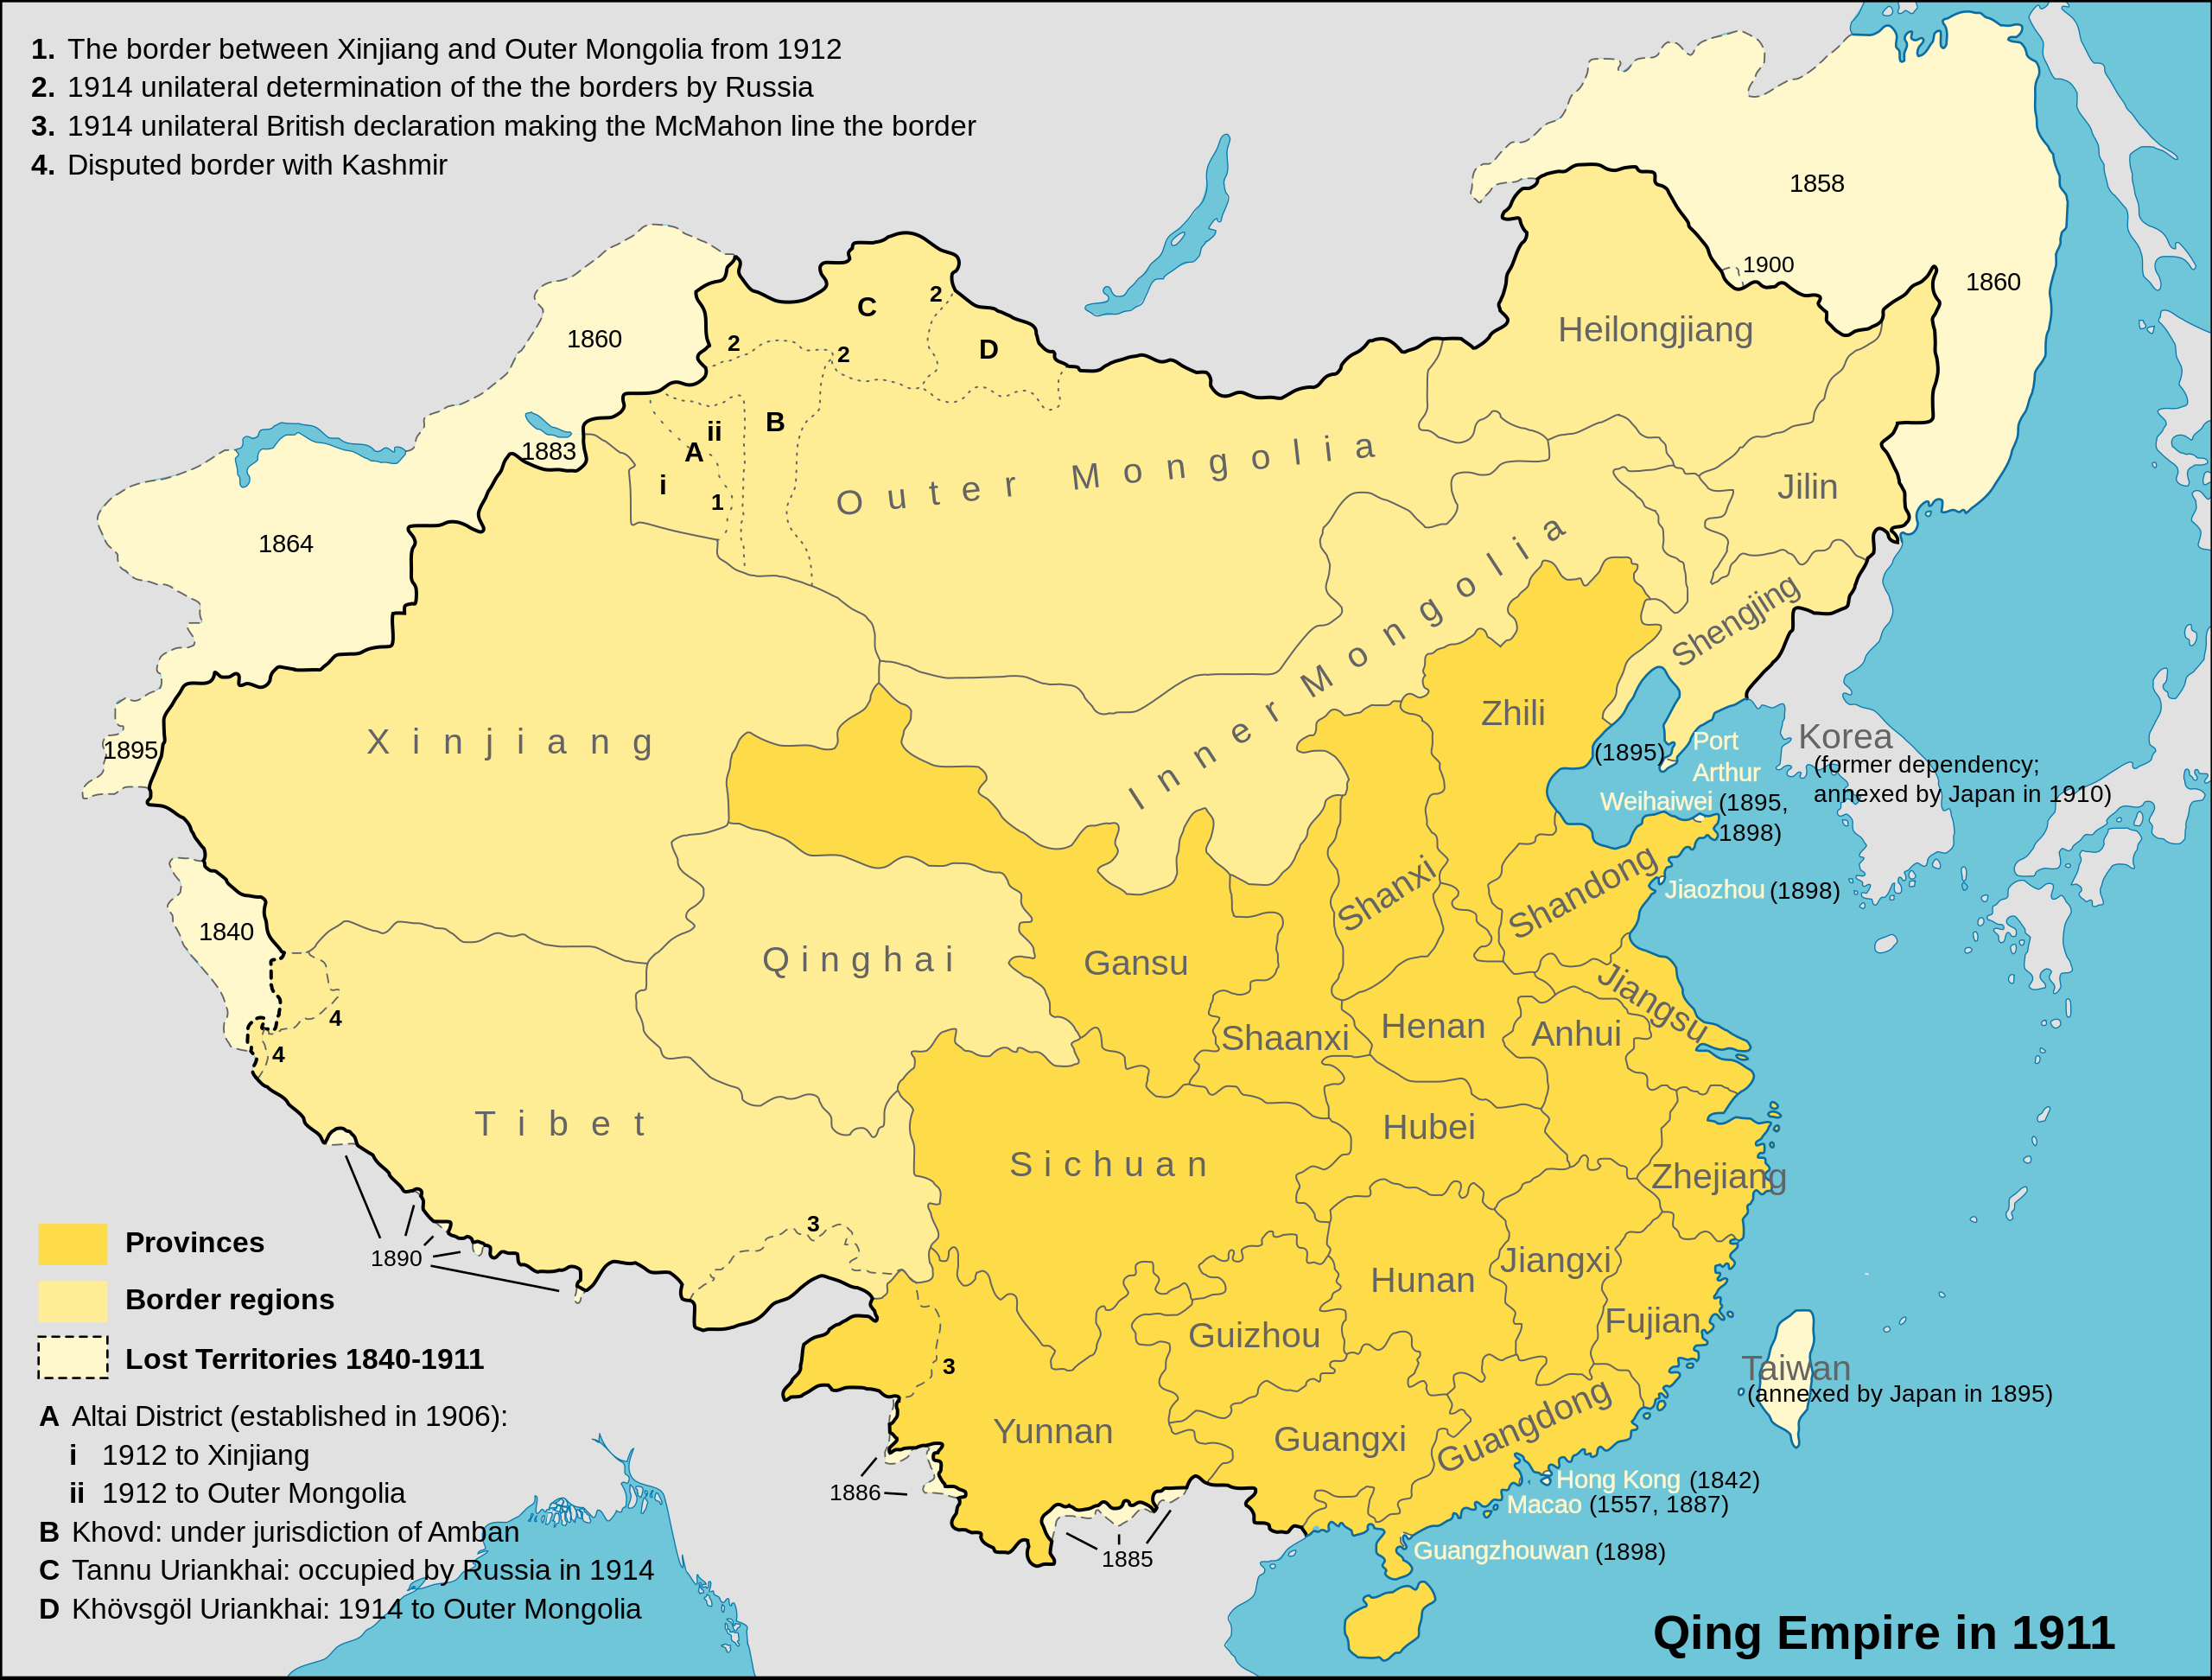 1. The border between Xinjiang and Outer Mongolia from 1912
2. 1914 unilateral determination of the the borders by Russia
3. 1914 unilateral British declaration making the McMahon line the border
4. Disputed border with Kashmir
1858
1900
1860
Heilongjiang
C
2
D
2
2
1860
ii
B
A
i
1
1883
Outer Mongolia
Jilin
1864
Inner Mongolia
Shengjing
Zhili
Xinjiang
1895
(1895)
Port
Arthur
Korea
(former dependency;
annexed by Japan in 1910)
Weihaiwei (1895,
1898)
Shanxi
Shandong
Jiaozhou (1898)
1840
Qinghai
Gansu
Jiangsu
4
4
Shaanxi
Henan
Anhui
Tibet
Hubei
Sichuan
Zhejiang
3
1890
Hunan
Jiangxi
Fujian
Guizhou
3
Taiwan
(annexed by Japan in 1895)
Yunnan
Guangxi
Guangdong
Hong Kong (1842)
Macao (1557, 1887)
Guangzhouwan (1898)
1886
1885
Provinces
Border regions
Lost Territories 1840-1911
A Altai District (established in 1906):
i 1912 to Xinjiang
ii 1912 to Outer Mongolia
B Khovd: under jurisdiction of Amban
C Tannu Uriankhai: occupied by Russia in 1914
D Khövsgöl Uriankhai: 1914 to Outer Mongolia
Qing Empire in 1911